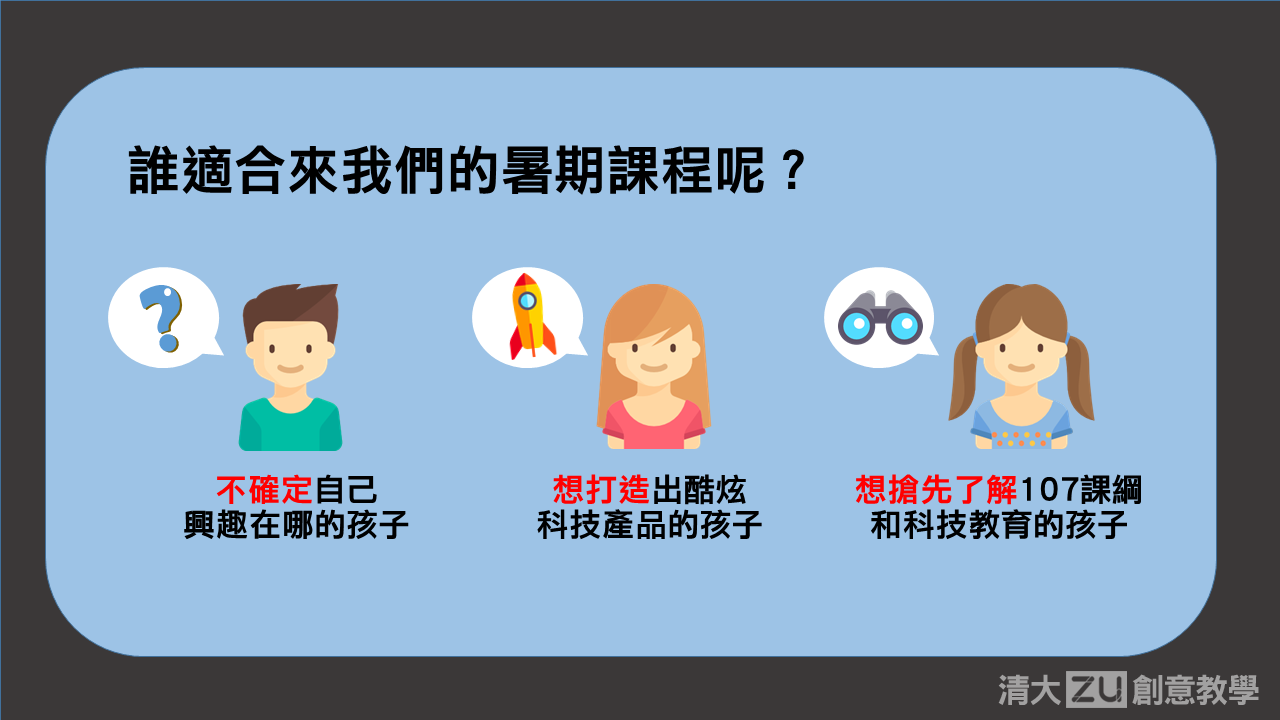 誰適合來我們的暑期課程呢？
不確定自己
興趣在哪的孩子
想打造出酷炫
科技產品的孩子
想搶先了解107課綱
和科技教育的孩子
清大ZU創意教學